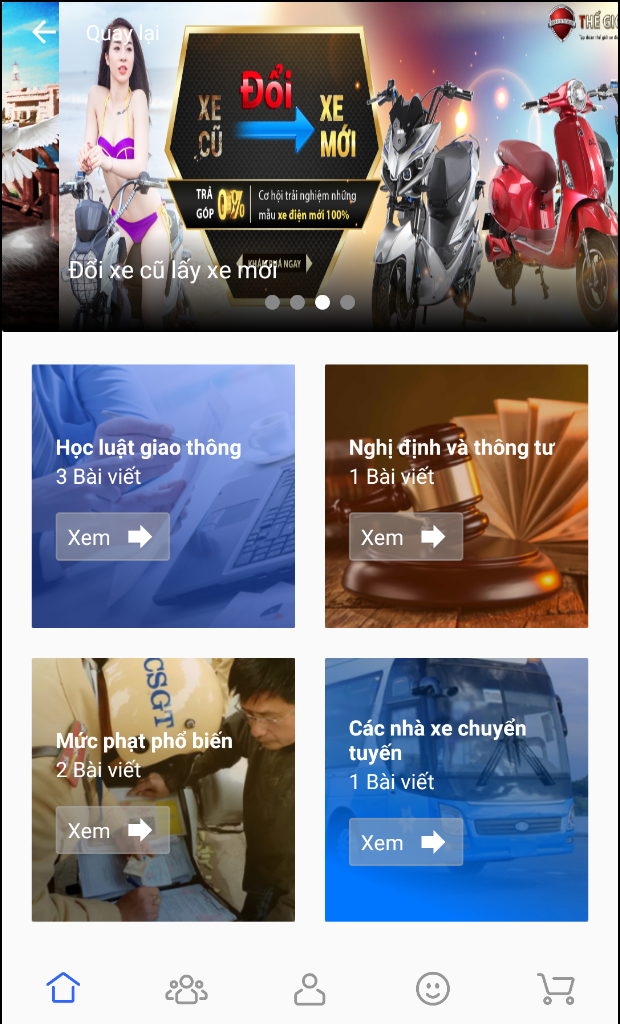 Quay lại
THẾ GIỚ
XE
CŨ
Đổi
XE
MỚI
TRẢ
GÓP
0%
Cơ hội trải nghiệm những
mẫu xe điện mới 100%
KHÁM PHÁ NGAY
Đổi xe cũ lấy xe mới
Học luật giao thông
3 Bài viết
Xem
Nghị định và thông tư
1 Bài viết
Xem
CSGT
Mức phạt phổ biến
2 Bài viết
Xem
Các nhà xe chuyển
tuyến
1 Bài viết
Xem